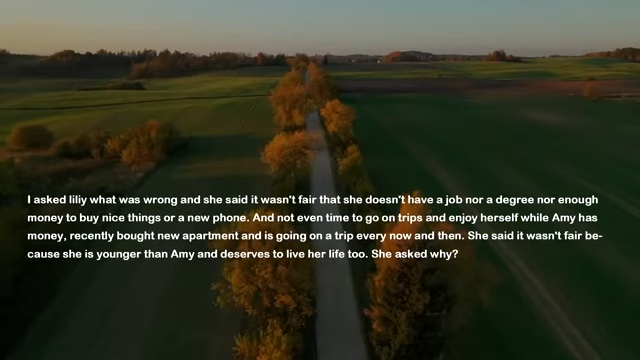 I asked liliy what was wrong and she said it wasn't fair that she doesn't have a job nor a degree nor enough
money to buy nice things or a new phone. And not even time to go on trips and enjoy herself while Amy has
money, recently bought new apartment and is going on a trip every now and then. She said it wasn't fair be-
cause she is younger than Amy and deserves to live her life too. She asked why?